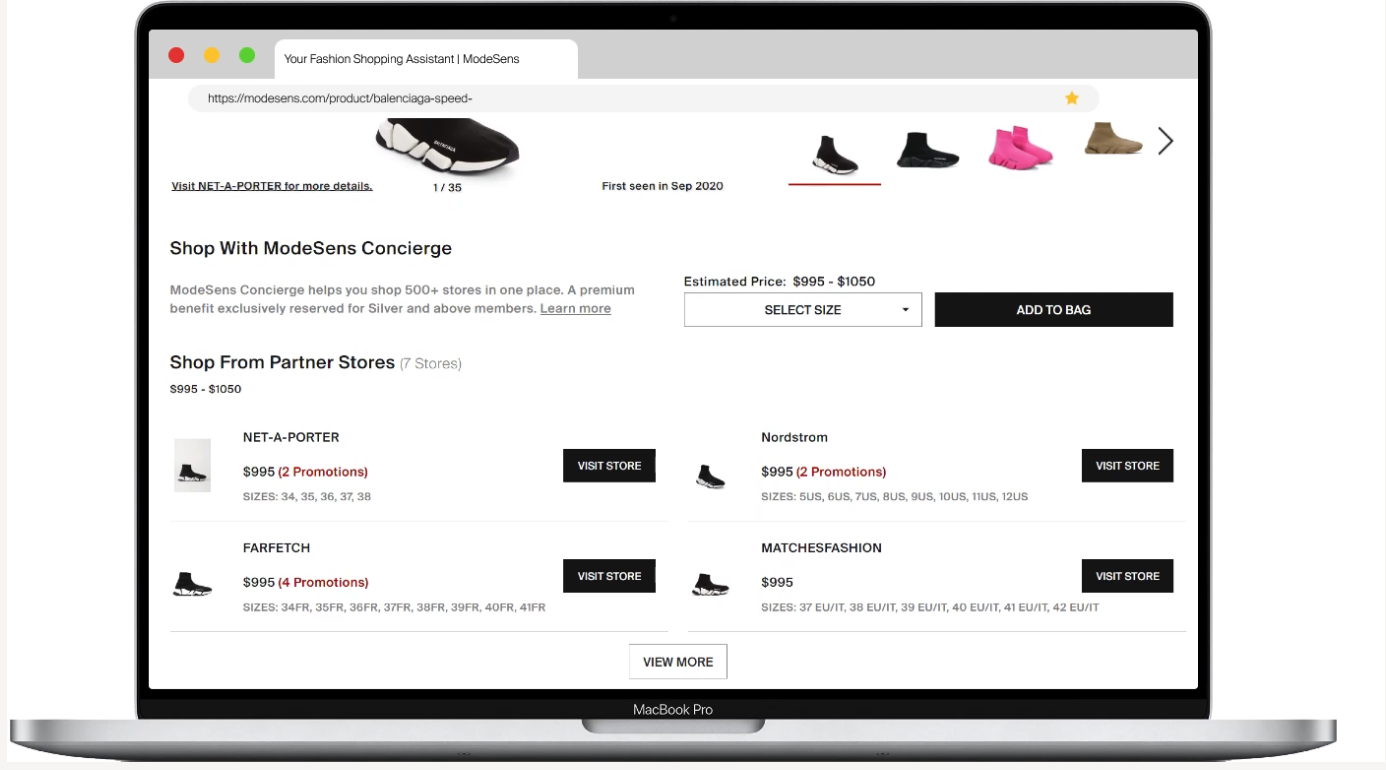 Your Fashion Shopping Assistant | ModeSens
https://modesens.com/product/balenciaga-speed-
BALENCIAGA
Visit NET-A-PORTER for more details.
1 / 35
First seen in Sep 2020
Shop With ModeSens Concierge
ModeSens Concierge helps you shop 500+ stores in one place. A premium
benefit exclusively reserved for Silver and above members. Learn more
Estimated Price: $995 - $1050
SELECT SIZE
ADD TO BAG
Shop From Partner Stores (7 Stores)
$995 - $1050
NET-A-PORTER
$995 (2 Promotions)
SIZES: 34, 35, 36, 37, 38
VISIT STORE
Nordstrom
$995 (2 Promotions)
SIZES: 5US, 6US, 7US, 8US, 9US, 10US, 11US, 12US
VISIT STORE
FARFETCH
$995 (4 Promotions)
SIZES: 34FR, 35FR, 36FR, 37FR, 38FR, 39FR, 40FR, 41FR
VISIT STORE
MATCHESFASHION
$995
SIZES: 37 EU/IT, 38 EU/IT, 39 EU/IT, 40 EU/IT, 41 EU/IT, 42 EU/IT
VISIT STORE
VIEW MORE
MacBook Pro